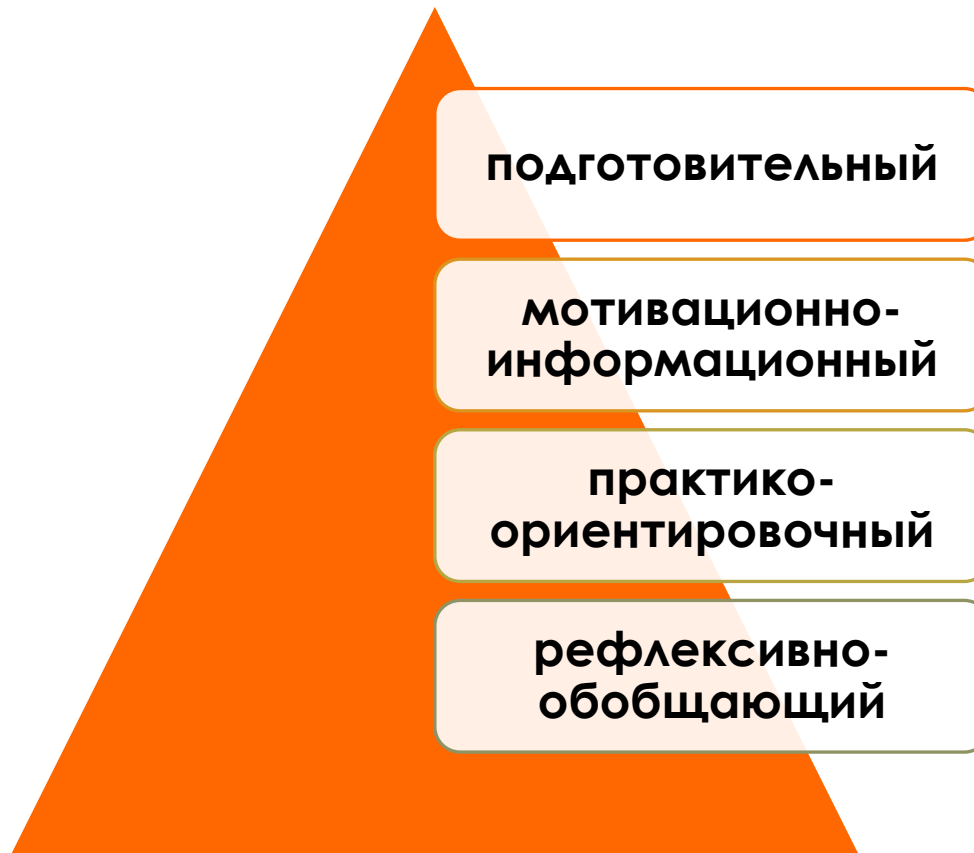 подготовительный
мотивационно-
информационный
практико-
ориентировочный
рефлексивно-
обобщающий